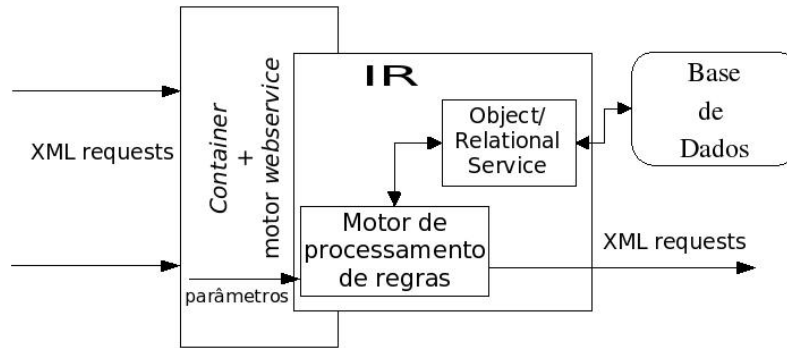 XML requests
Container
+
motor webservice
parâmetros
IR
Object/
Relational
Service
Motor de
processamento
de regras
Base
de
Dados
XML requests